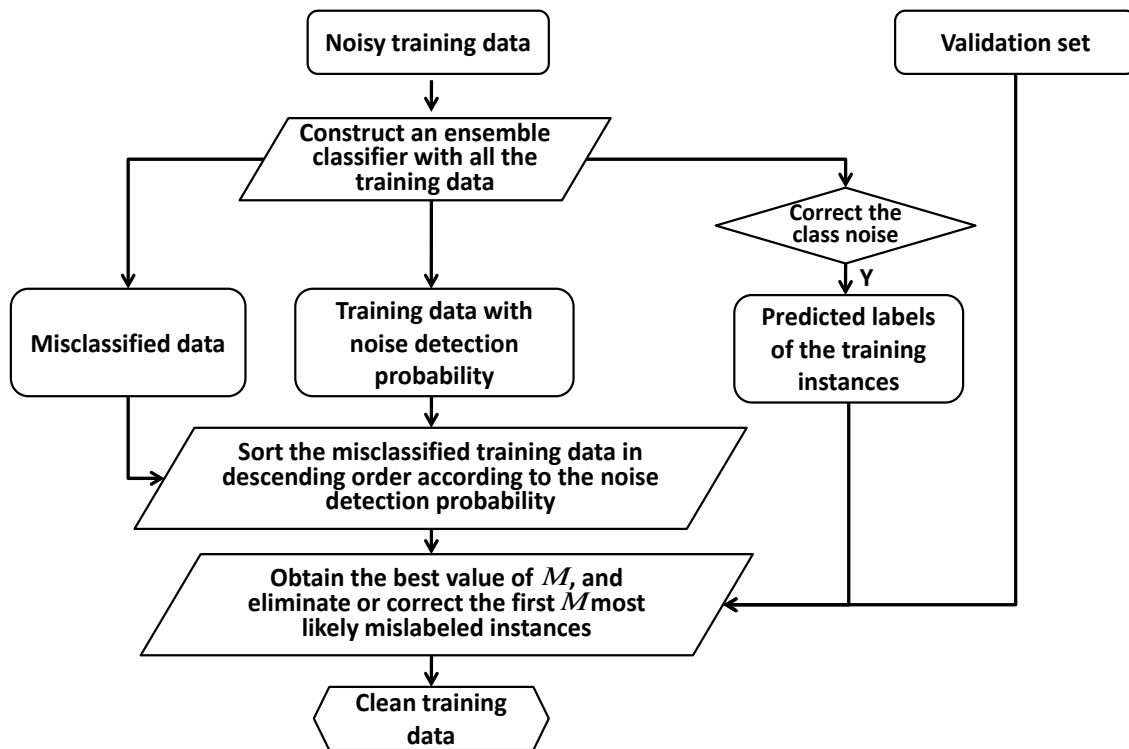 Noisy training data
Validation set
Construct an ensemble
classifier with all the
training data
Correct the
class noise
Y
Misclassified data
Training data with
noise detection
probability
Predicted labels
of the training
instances
Sort the misclassified training data in
descending order according to the noise
detection probability
Obtain the best value of M, and
eliminate or correct the first M most
likely mislabeled instances
Clean training
data